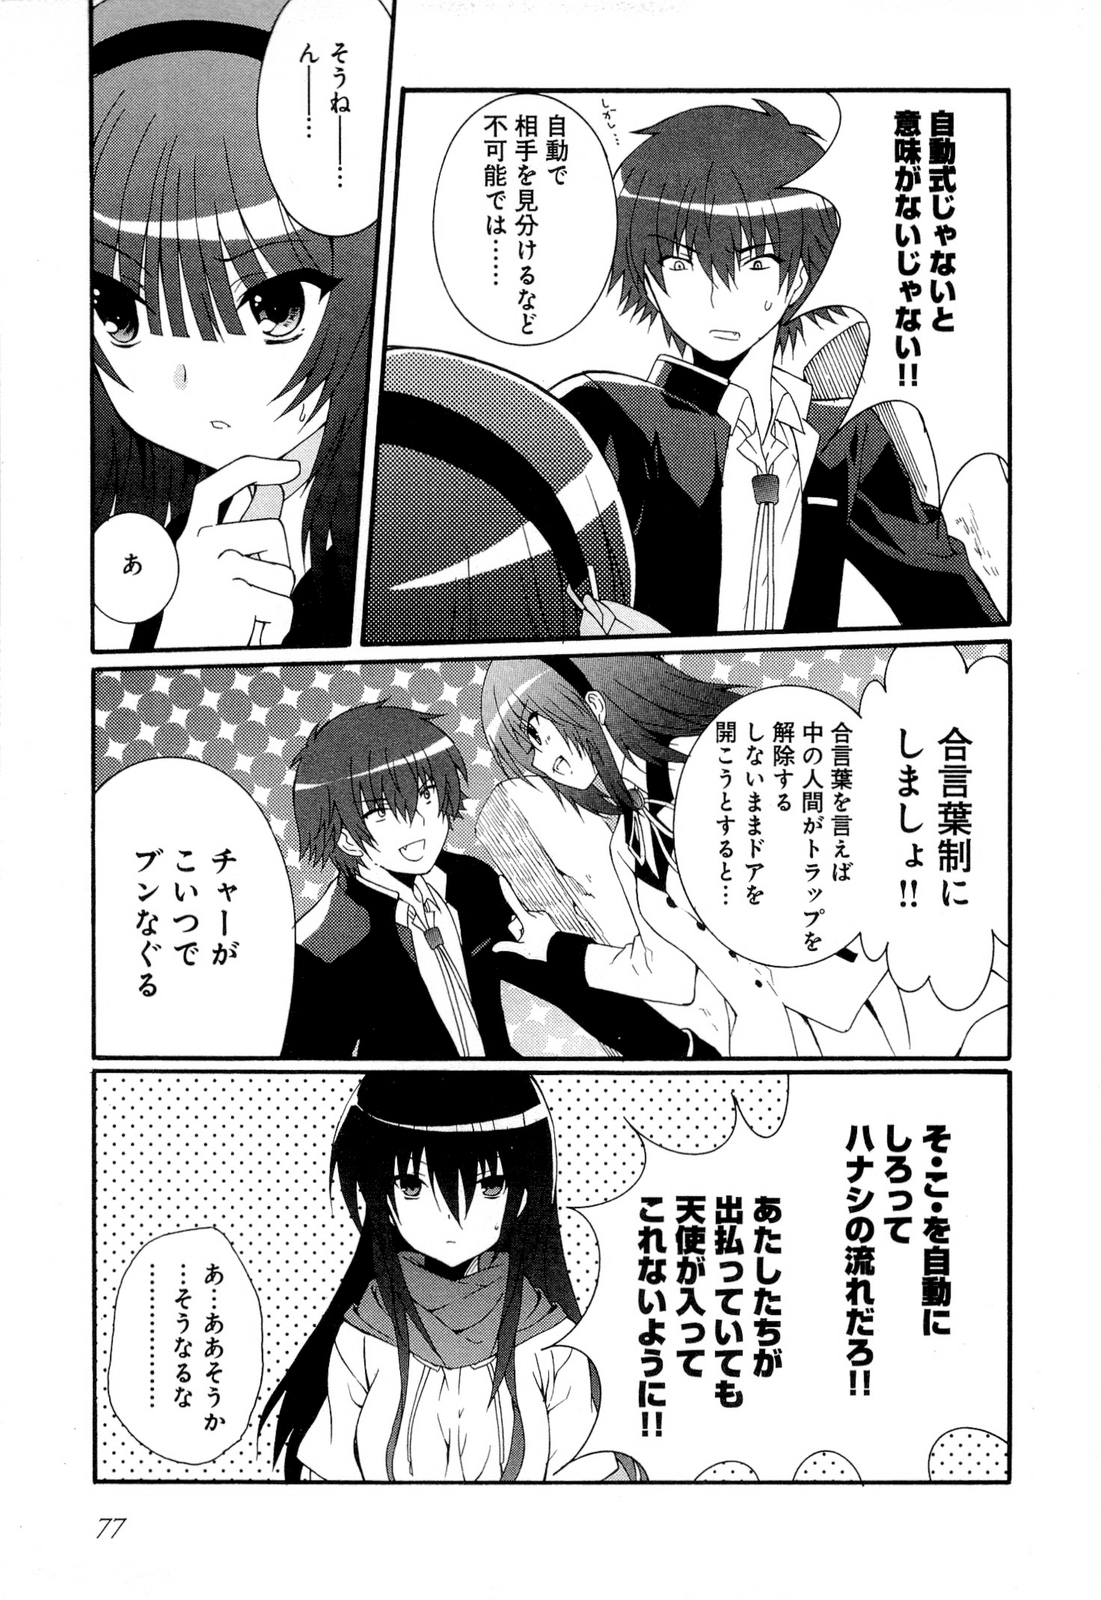 自動式じゃないと
意味がないじゃない!!
しかし…
自動で
相手を見分けるなど
不可能では……
そうね――…
ん――…
あ
合言葉制に
しましょ!!
合言葉を言えば
中の人間がトラップを
解除する
しないままドアを
開こうとすると…
チャーが
こいつで
ブンなぐる
そ・こ・を自動に
しろって
ハナシの流れだろ!!
あたしたちが
出払っていても
天使が入って
これないように!!
あ…ああそうか
…そうなるな
……………
77